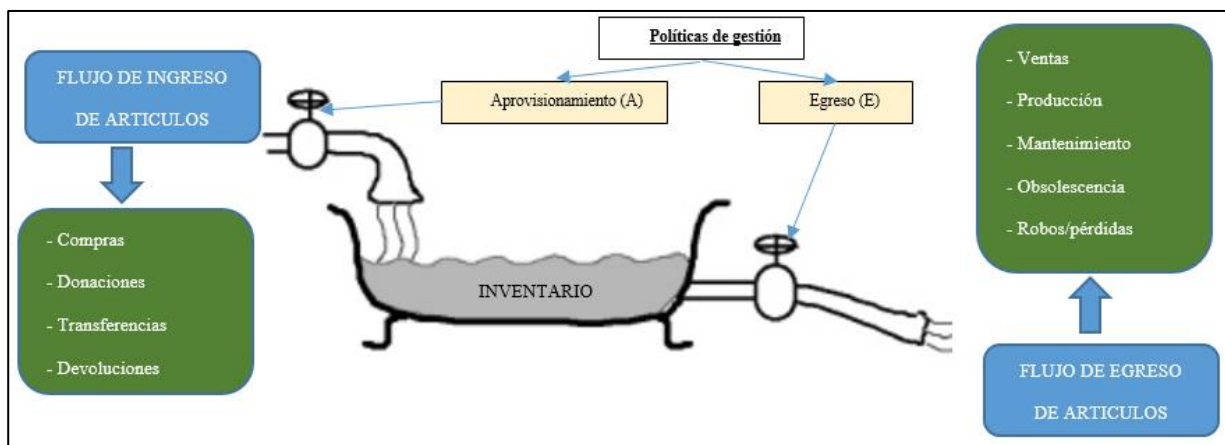 Políticas de gestión
FLUJO DE INGRESO
DE ARTICULOS
Aprovisionamiento (A)
Egreso (E)
- Compras
- Donaciones
- Transferencias
- Devoluciones
INVENTARIO
- Ventas
- Producción
- Mantenimiento
- Obsolescencia
- Robos/pérdidas
FLUJO DE EGRESO
DE ARTICULOS